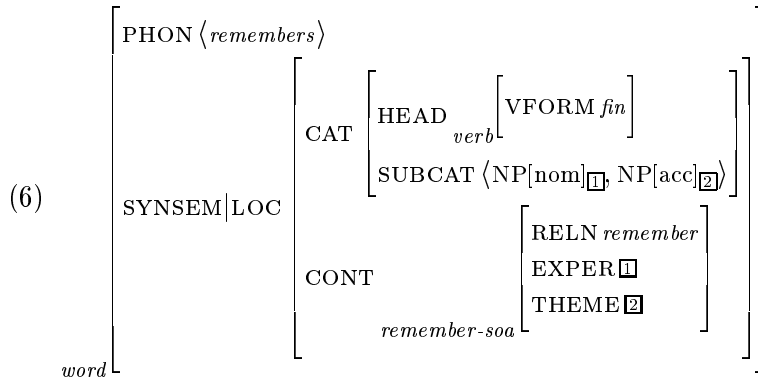 PHON ⟨remembers⟩
HEAD verb[VFORM fin]
CAT
SUBCAT ⟨NP[nom]1, NP[acc]2⟩
(6)
SYNSEM|LOC
RELN remember
CONT
EXPER 1
THEME 2
remember-soa
word